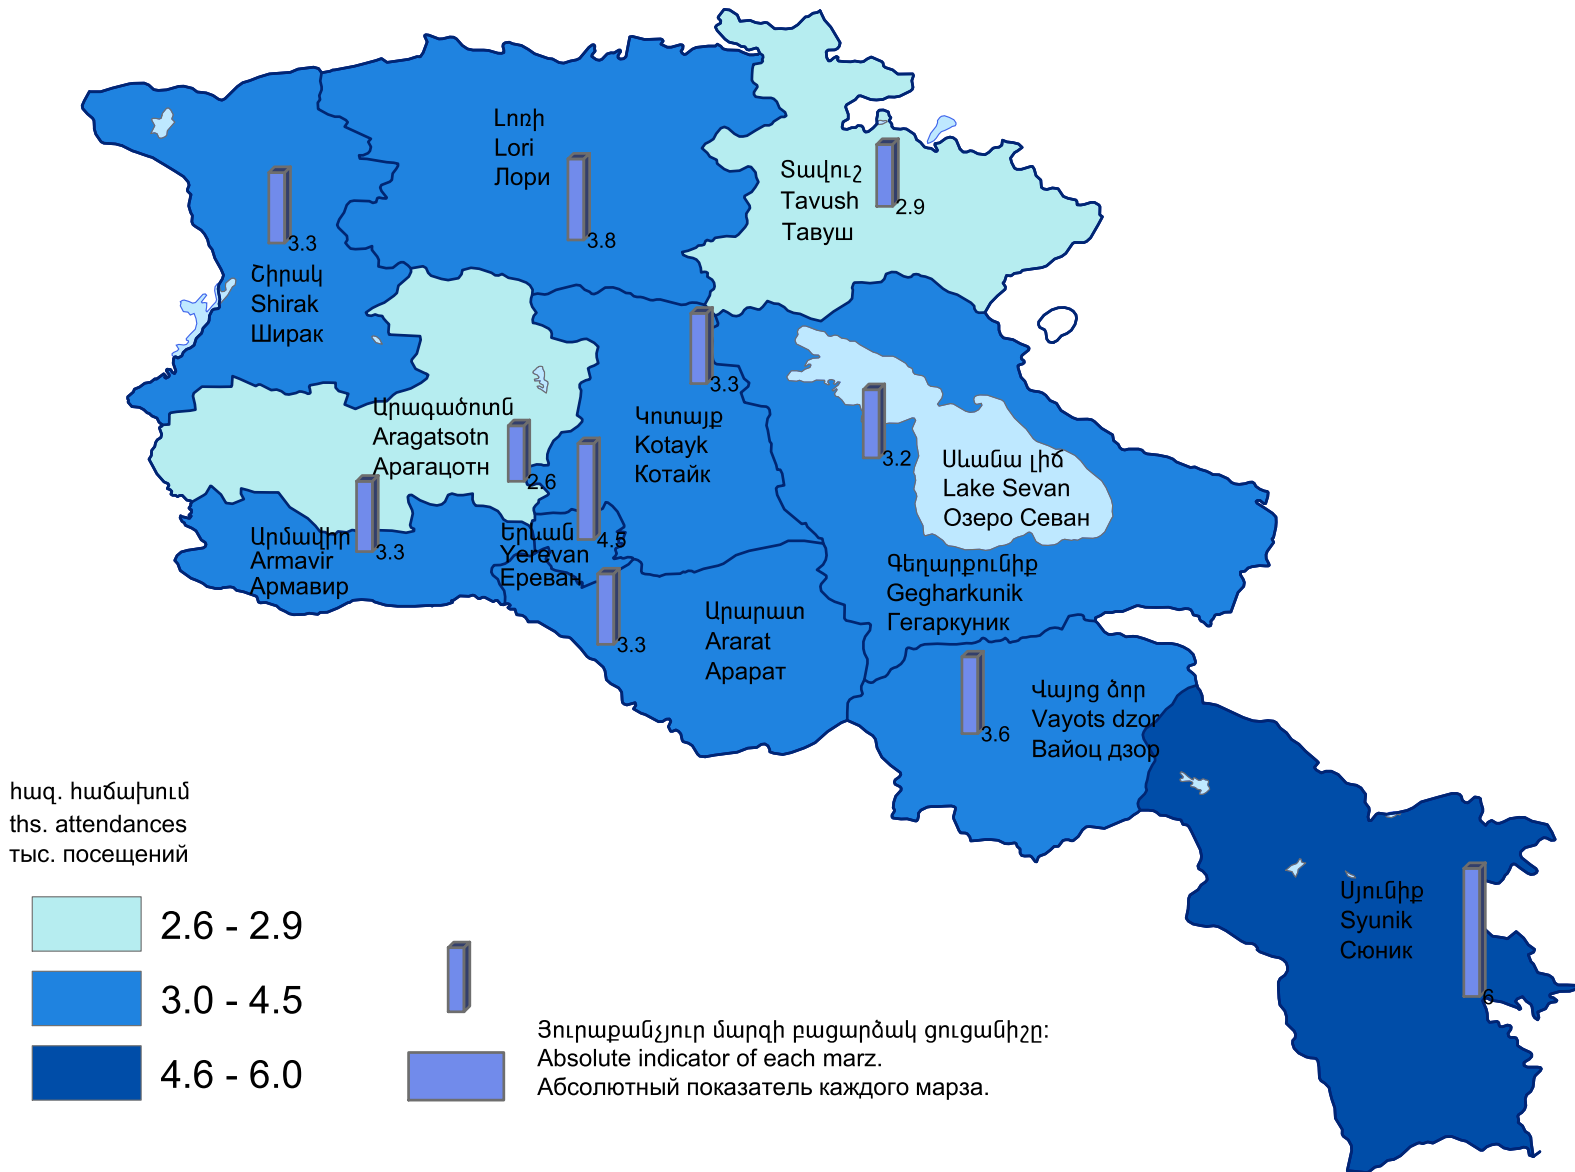 Լոռի
Lori
Лори
3.8
Տավուշ
Tavush
Тавуш
2.9
3.3
Շիրակ
Shirak
Ширак
3.3
Կոտայք
Kotayk
Котайк
Արագածոտն
Aragatsotn
Арагацотн
2.6
3.2
Սևանա լիճ
Lake Sevan
Озеро Севан
Արմավիր
Armavir
Армавир
3.3
Երևան
Yerevan
Ереван
4.5
Գեղարքունիք
Gegharkunik
Гегаркуник
3.3
Արարատ
Ararat
Арарат
3.6
Վայոց ձոր
Vayots dzor
Вайоц дзор
Սյունիք
Syunik
Сюник
6
հազ. հաճախում
ths. attendances
тыс. посещений
2.6 - 2.9
3.0 - 4.5
4.6 - 6.0
Յուրաքանչյուր մարզի բացարձակ ցուցանիշը:
Absolute indicator of each marz.
Абсолютный показатель каждого марза.